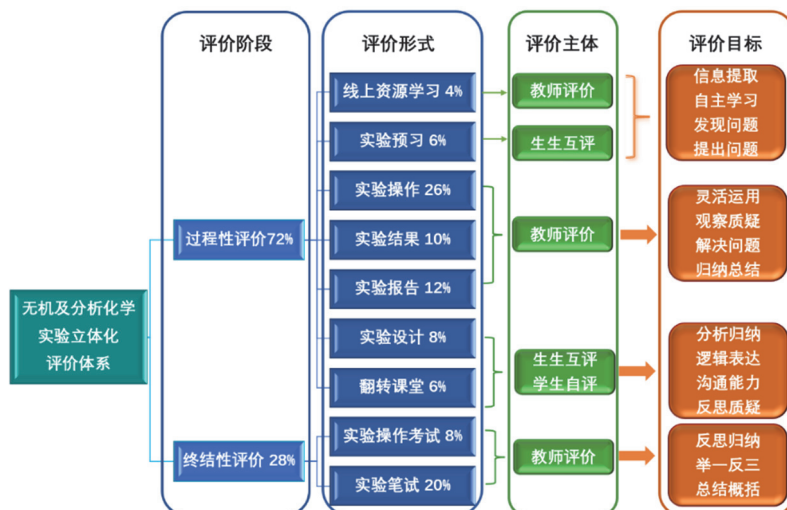 评价阶段
评价形式
评价主体
评价目标
无机及分析化学
实验立体化
评价体系
过程性评价72%
终结性评价 28%
线上资源学习 4%
实验预习 6%
实验操作 26%
实验结果 10%
实验报告 12%
实验设计 8%
翻转课堂 6%
实验操作考试 8%
实验笔试 20%
教师评价
生生互评
教师评价
生生互评
学生自评
教师评价
信息提取
自主学习
发现问题
提出问题
灵活运用
观察质疑
解决问题
归纳总结
分析归纳
逻辑表达
沟通能力
反思质疑
反思归纳
举一反三
总结概括